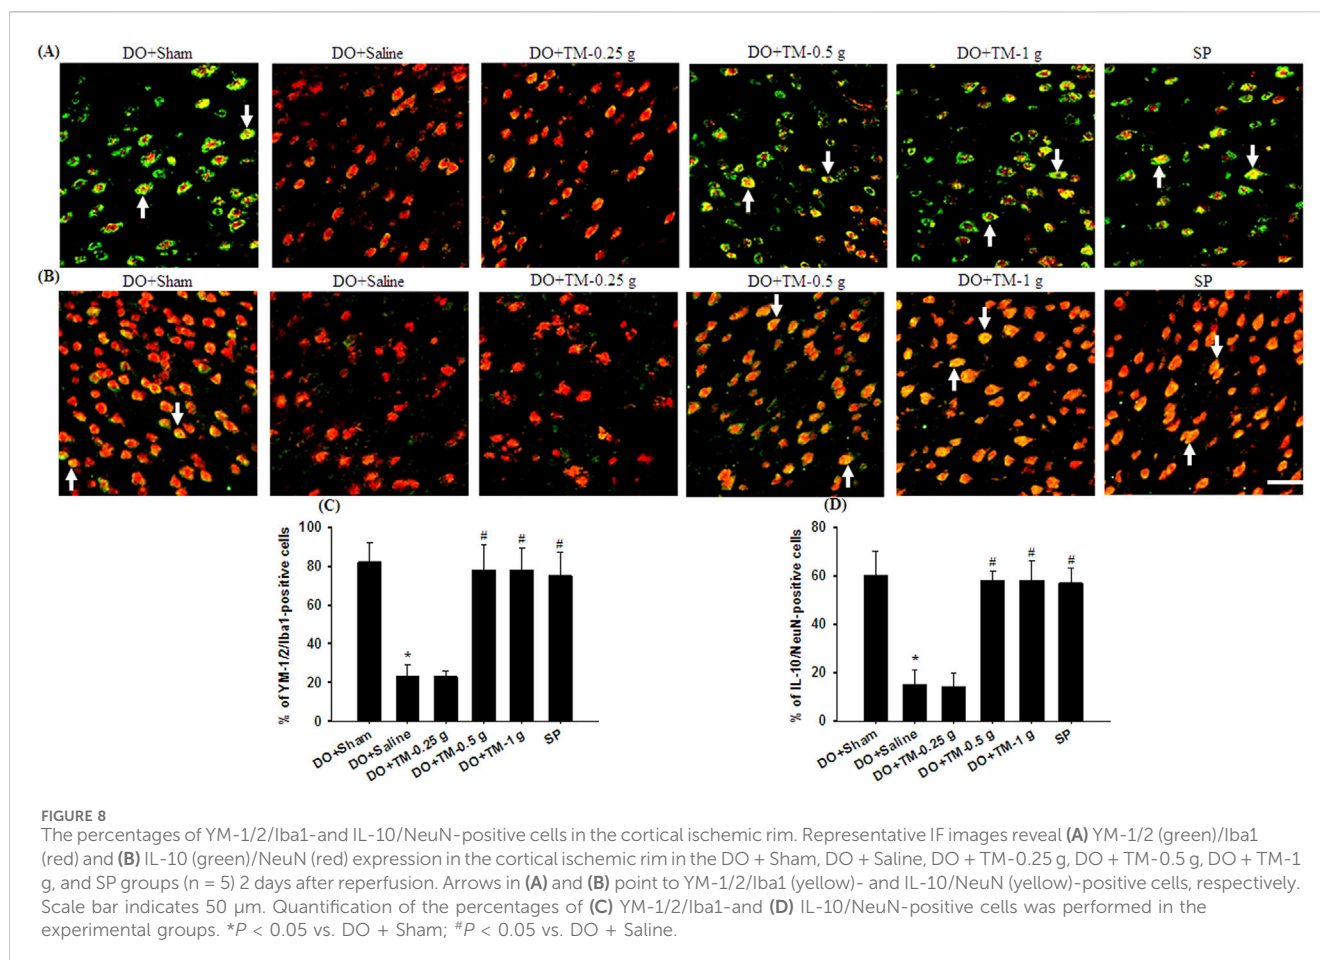 (A) DO+Sham DO+Saline DO+TM-0.25 g DO+TM-0.5 g DO+TM-1 g SP
(B) DO+Sham DO+Saline DO+TM-0.25 g DO+TM-0.5 g DO+TM-1 g SP
(C)
% of YM-1/2/Iba1-positive cells
100
80
60
40
20
0
*
#
#
#
DO+Sham
DO+Saline
DO+TM-0.25 g
DO+TM-0.5 g
DO+TM-1 g
SP
(D)
% of IL-10/NeuN-positive cells
80
60
40
20
0
*
#
#
#
DO+Sham
DO+Saline
DO+TM-0.25 g
DO+TM-0.5 g
DO+TM-1 g
SP
FIGURE 8
The percentages of YM-1/2/Iba1-and IL-10/NeuN-positive cells in the cortical ischemic rim. Representative IF images reveal (A) YM-1/2 (green)/Iba1
(red) and (B) IL-10 (green)/NeuN (red) expression in the cortical ischemic rim in the DO + Sham, DO + Saline, DO + TM-0.25 g, DO + TM-0.5 g, DO + TM-1
g, and SP groups (n = 5) 2 days after reperfusion. Arrows in (A) and (B) point to YM-1/2/Iba1 (yellow)- and IL-10/NeuN (yellow)-positive cells, respectively.
Scale bar indicates 50 μm. Quantification of the percentages of (C) YM-1/2/Iba1-and (D) IL-10/NeuN-positive cells was performed in the
experimental groups. *P < 0.05 vs. DO + Sham; #P < 0.05 vs. DO + Saline.